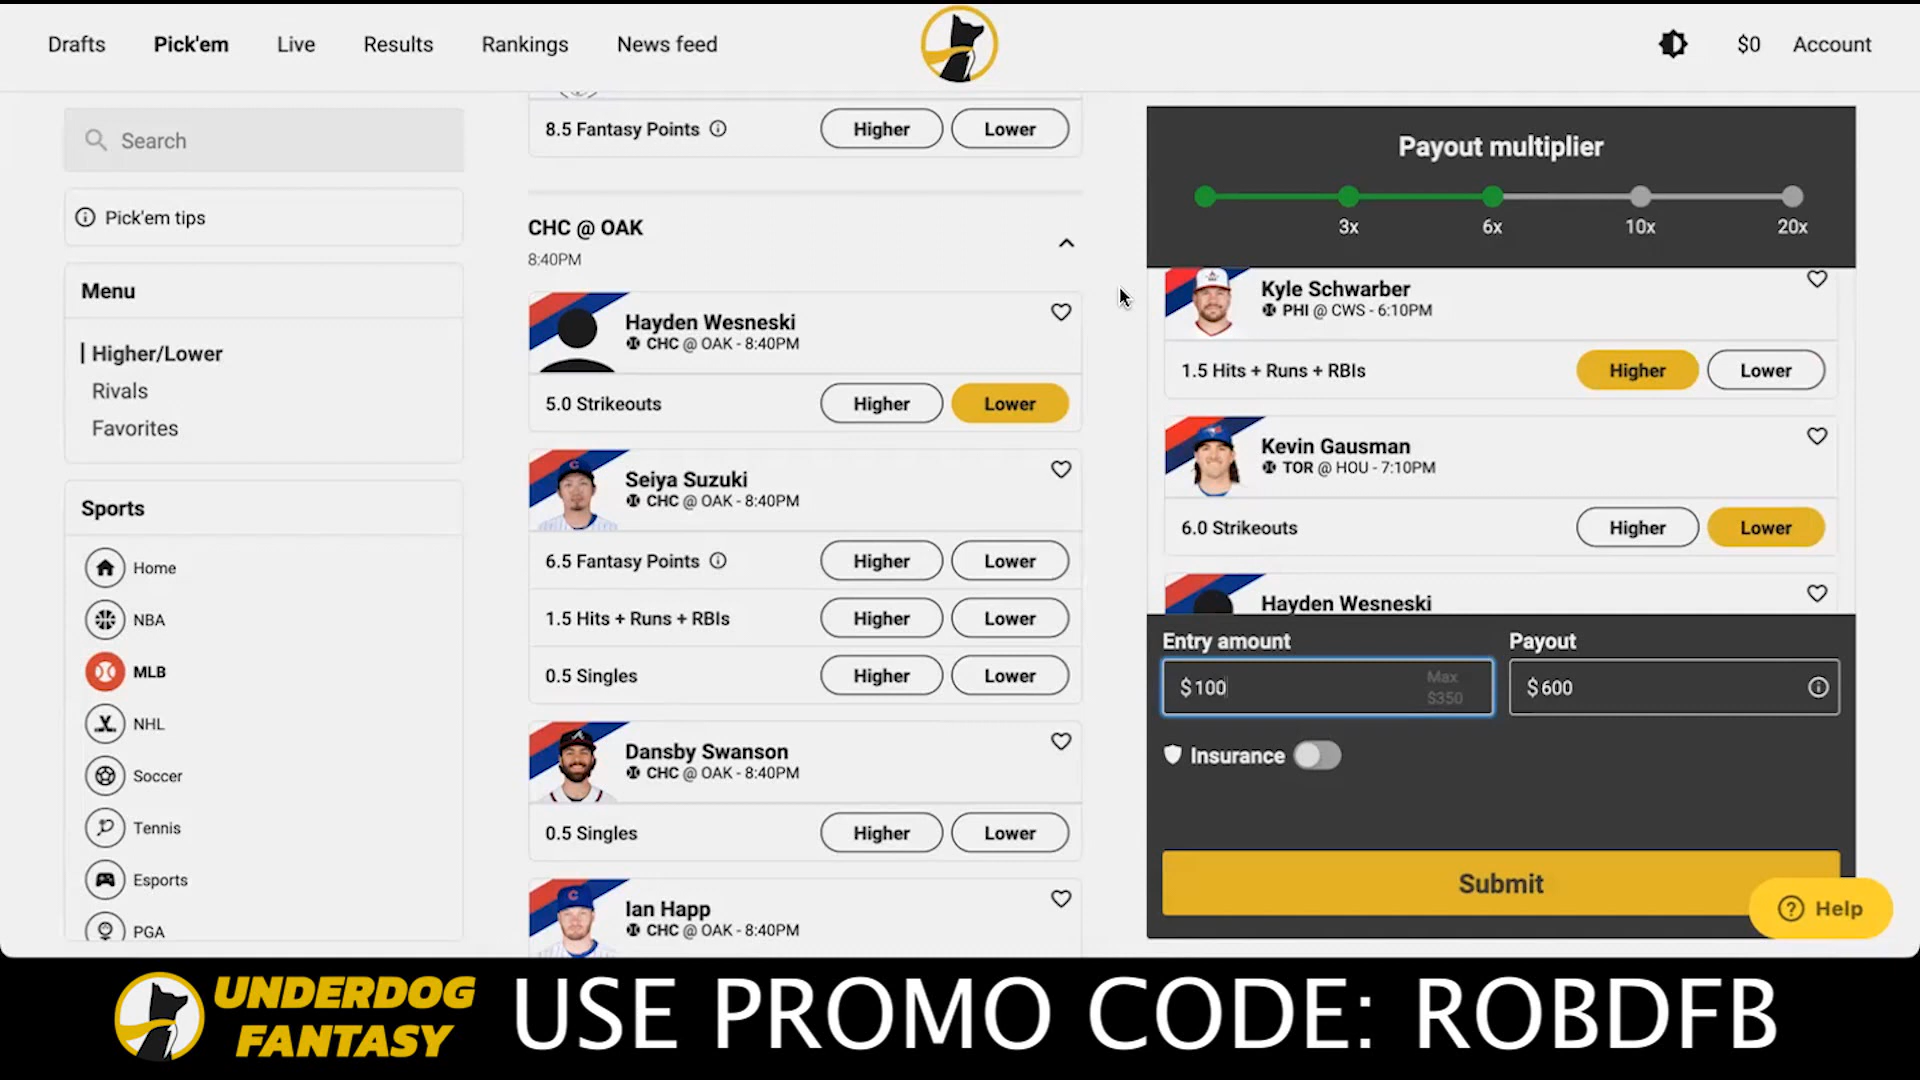 Drafts
Pick'em
Live
Results
Rankings
News feed
$0
Account
Search
Pick'em tips
Menu
Higher/Lower
Rivals
Favorites
Sports
Home
NBA
MLB
NHL
Soccer
Tennis
Esports
PGA
8.5 Fantasy Points
Higher
Lower
CHC @ OAK
8:40PM
Hayden Wesneski
CHC @ OAK - 8:40PM
5.0 Strikeouts
Higher
Lower
Seiya Suzuki
CHC @ OAK - 8:40PM
6.5 Fantasy Points
Higher
Lower
1.5 Hits + Runs + RBIs
Higher
Lower
0.5 Singles
Higher
Lower
Dansby Swanson
CHC @ OAK - 8:40PM
0.5 Singles
Higher
Lower
Ian Happ
CHC @ OAK - 8:40PM
Payout multiplier
3x
6x
10x
20x
Kyle Schwarber
PHI @ CWS - 6:10PM
1.5 Hits + Runs + RBIs
Higher
Lower
Kevin Gausman
TOR @ HOU - 7:10PM
6.0 Strikeouts
Higher
Lower
Hayden Wesneski
Entry amount
$100
Max
$350
Payout
$600
Insurance
Submit
Help
UNDERDOG
FANTASY
USE PROMO CODE: ROBDFB